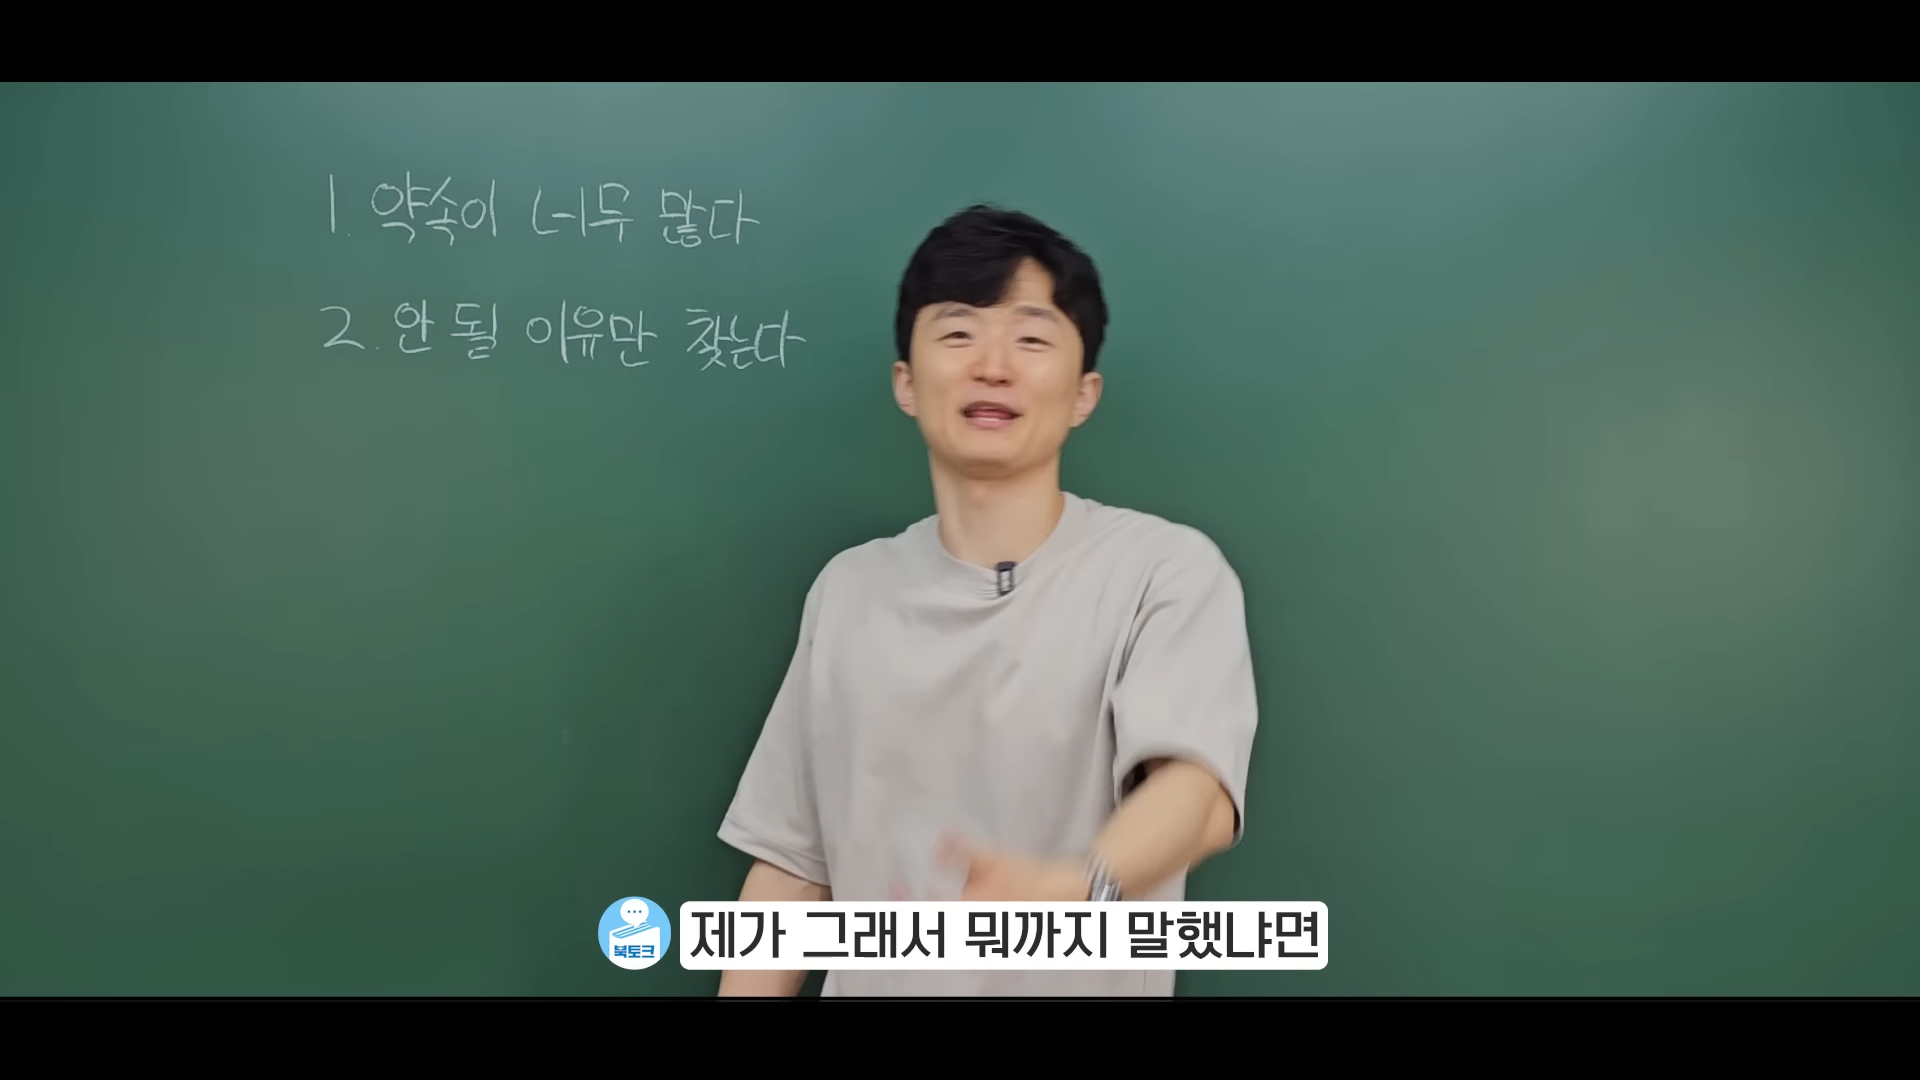 1. 약속이 너무 많다
2. 안 될 이유만 찾는다
북토크
제가 그래서 뭐까지 말했냐면